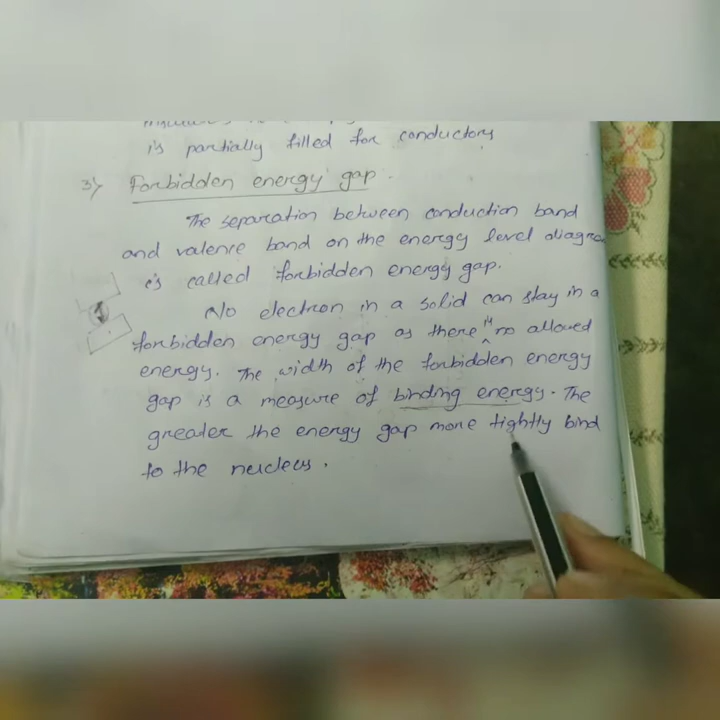 is partially filled for conductors
3) Forbidden energy gap.
The separation between conduction band
and valence band on the energy level diagra
is called forbidden energy gap.
No electron in a solid can stay in a
forbidden energy gap as there is no allowed
energy. The width of the forbidden energy
gap is a measure of binding energy. The
greater the energy gap more tightly bind
to the nucleus.